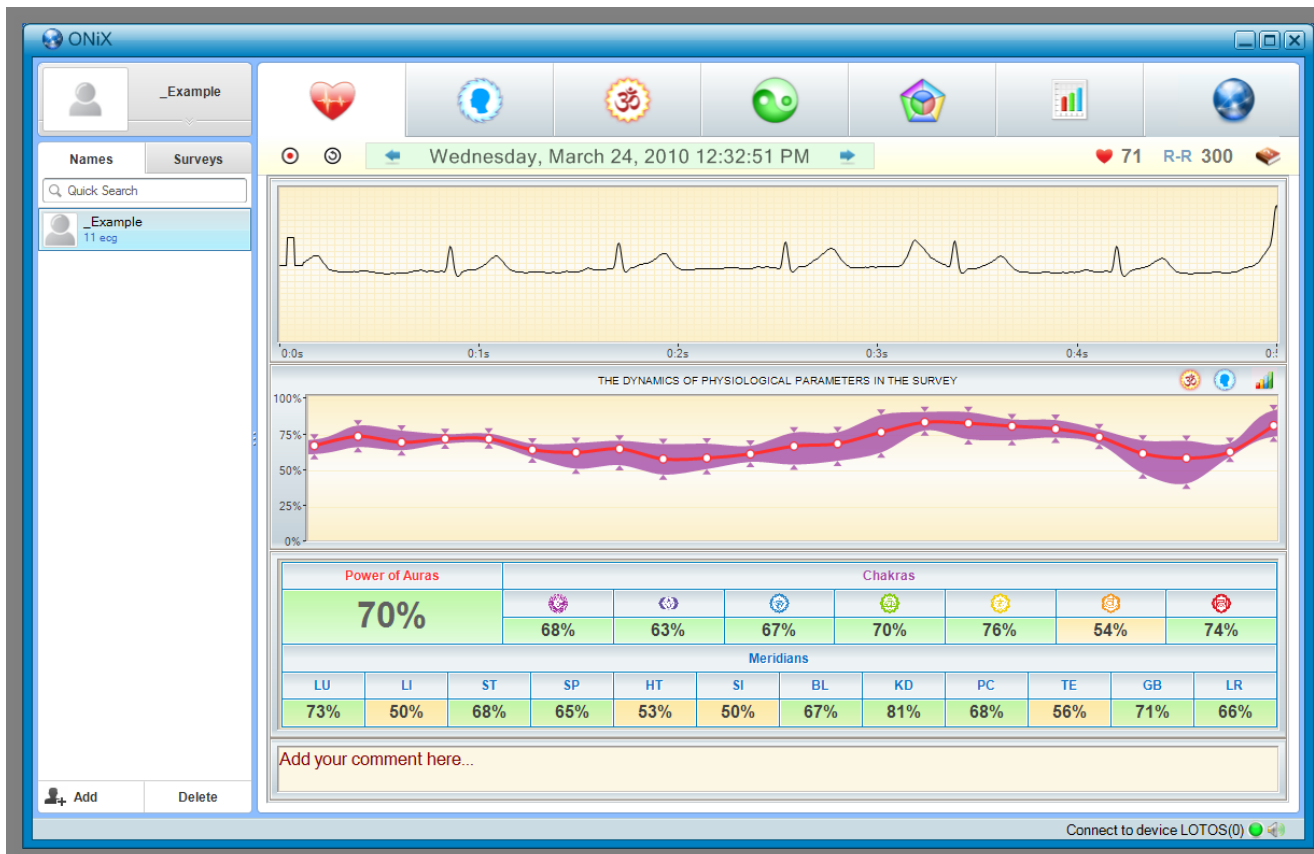 ONiX
_Example
Names Surveys
Quick Search
_Example
11 ecg
Wednesday, March 24, 2010 12:32:51 PM
71 R-R 300
0:0s 0:1s 0:2s 0:3s 0:4s
THE DYNAMICS OF PHYSIOLOGICAL PARAMETERS IN THE SURVEY
100%
75%
50%
25%
0%
Power of Auras Chakras
70%
68% 63% 67% 70% 76% 54% 74%
Meridians
LU LI ST SP HT SI BL KD PC TE GB LR
73% 50% 68% 65% 53% 50% 67% 81% 68% 56% 71% 66%
Add your comment here...
Add Delete
Connect to device LOTOS(0)